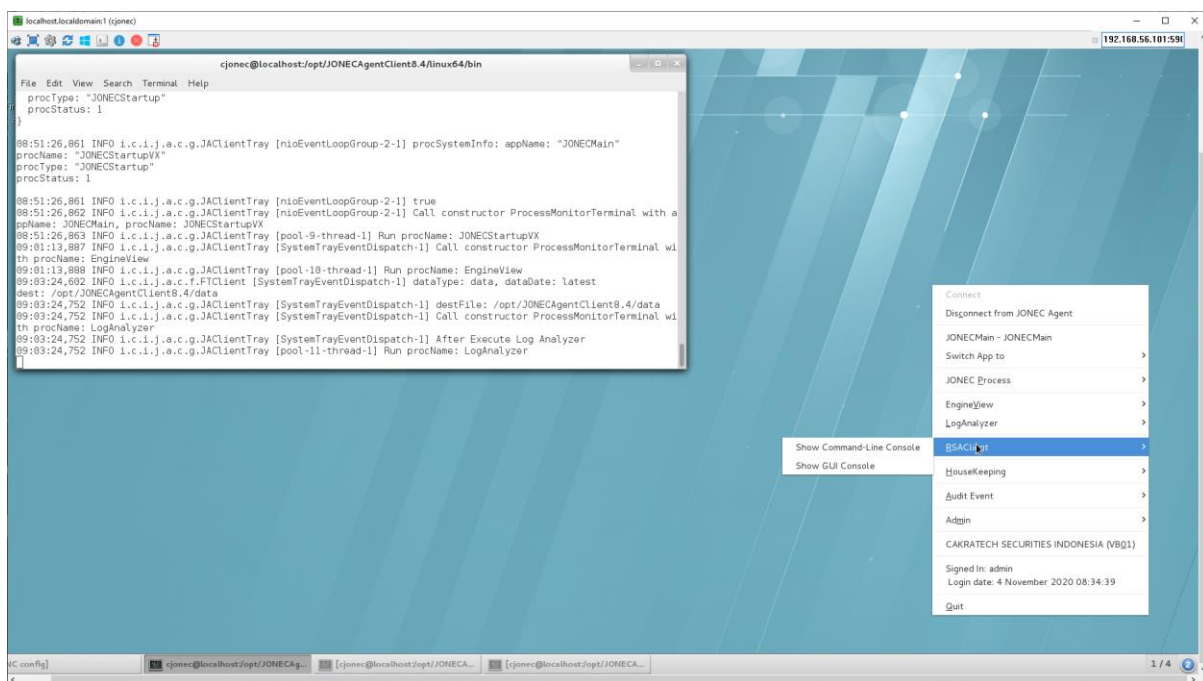 localhost.localdomain:1 (cjonec)
192.168.56.101:590
cjonec@localhost:/opt/JONECAgentClient8.4/linux64/bin
File Edit View Search Terminal Help
procType: "JONECStartup"
procStatus: 1
}
08:51:26,861 INFO i.c.i.j.a.c.g.JAClientTray [nioEventLoopGroup-2-1] procSystemInfo: appName: "JONECMain"
procName: "JONECStartupVX"
procType: "JONECStartup"
procStatus: 1
08:51:26,861 INFO i.c.i.j.a.c.g.JAClientTray [nioEventLoopGroup-2-1] true
08:51:26,862 INFO i.c.i.j.a.c.g.JAClientTray [nioEventLoopGroup-2-1] Call constructor ProcessMonitorTerminal with a
ppName: JONECMain, procName: JONECStartupVX
08:51:26,863 INFO i.c.i.j.a.c.g.JAClientTray [pool-9-thread-1] Run procName: JONECStartupVX
09:01:13,887 INFO i.c.i.j.a.c.g.JAClientTray [SystemTrayEventDispatch-1] Call constructor ProcessMonitorTerminal wi
th procName: EngineView
09:01:13,888 INFO i.c.i.j.a.c.g.JAClientTray [pool-10-thread-1] Run procName: EngineView
09:03:24,602 INFO i.c.i.j.a.c.f.FTClient [SystemTrayEventDispatch-1] dataType: data, dataDate: latest
dest: /opt/JONECAgentClient8.4/data
09:03:24,752 INFO i.c.i.j.a.c.g.JAClientTray [SystemTrayEventDispatch-1] destFile: /opt/JONECAgentClient8.4/data
09:03:24,752 INFO i.c.i.j.a.c.g.JAClientTray [SystemTrayEventDispatch-1] Call constructor ProcessMonitorTerminal wi
th procName: LogAnalyzer
09:03:24,752 INFO i.c.i.j.a.c.g.JAClientTray [SystemTrayEventDispatch-1] After Execute Log Analyzer
09:03:24,752 INFO i.c.i.j.a.c.g.JAClientTray [pool-11-thread-1] Run procName: LogAnalyzer
Connect
Disconnect from JONEC Agent
JONECMain - JONECMain
Switch App to
JONEC Process
EngineView
LogAnalyzer
RSAClient
Show Command-Line Console
Show GUI Console
HouseKeeping
Audit Event
Admin
CAKRATECH SECURITIES INDONESIA (VB01)
Signed In: admin
Login date: 4 November 2020 08:34:39
Quit
config]
cjonec@localhost:/opt/JONECAg...
[cjonec@localhost:/opt/JONECA...
[cjonec@localhost:/opt/JONECA...
1 / 4